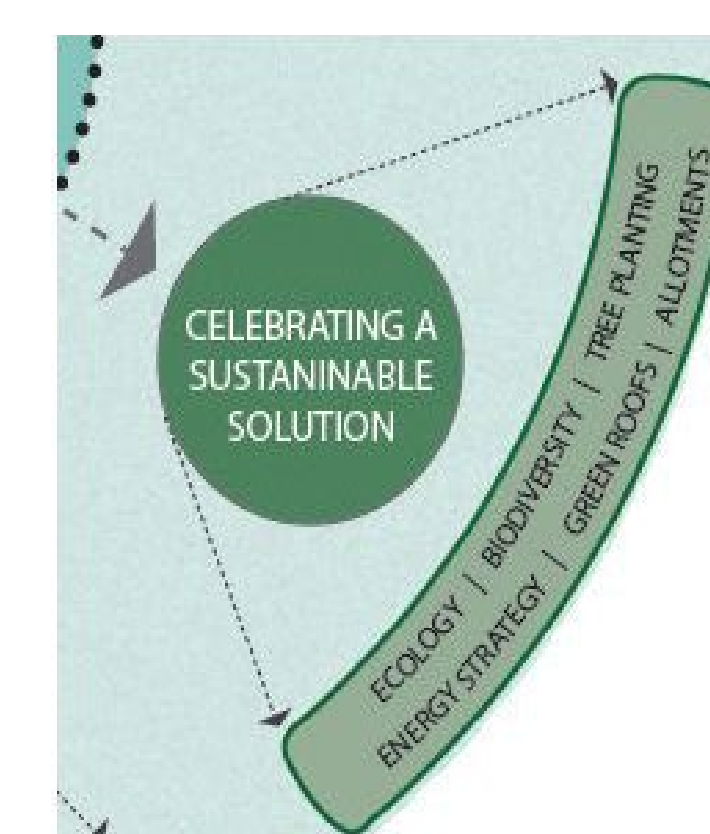 CELEBRATING A
SUSTANINABLE
SOLUTION
ECOLOGY | BIODIVERSITY | TREE PLANTING
ENERGY STRATEGY | GREEN ROOFS | ALLOTMENTS